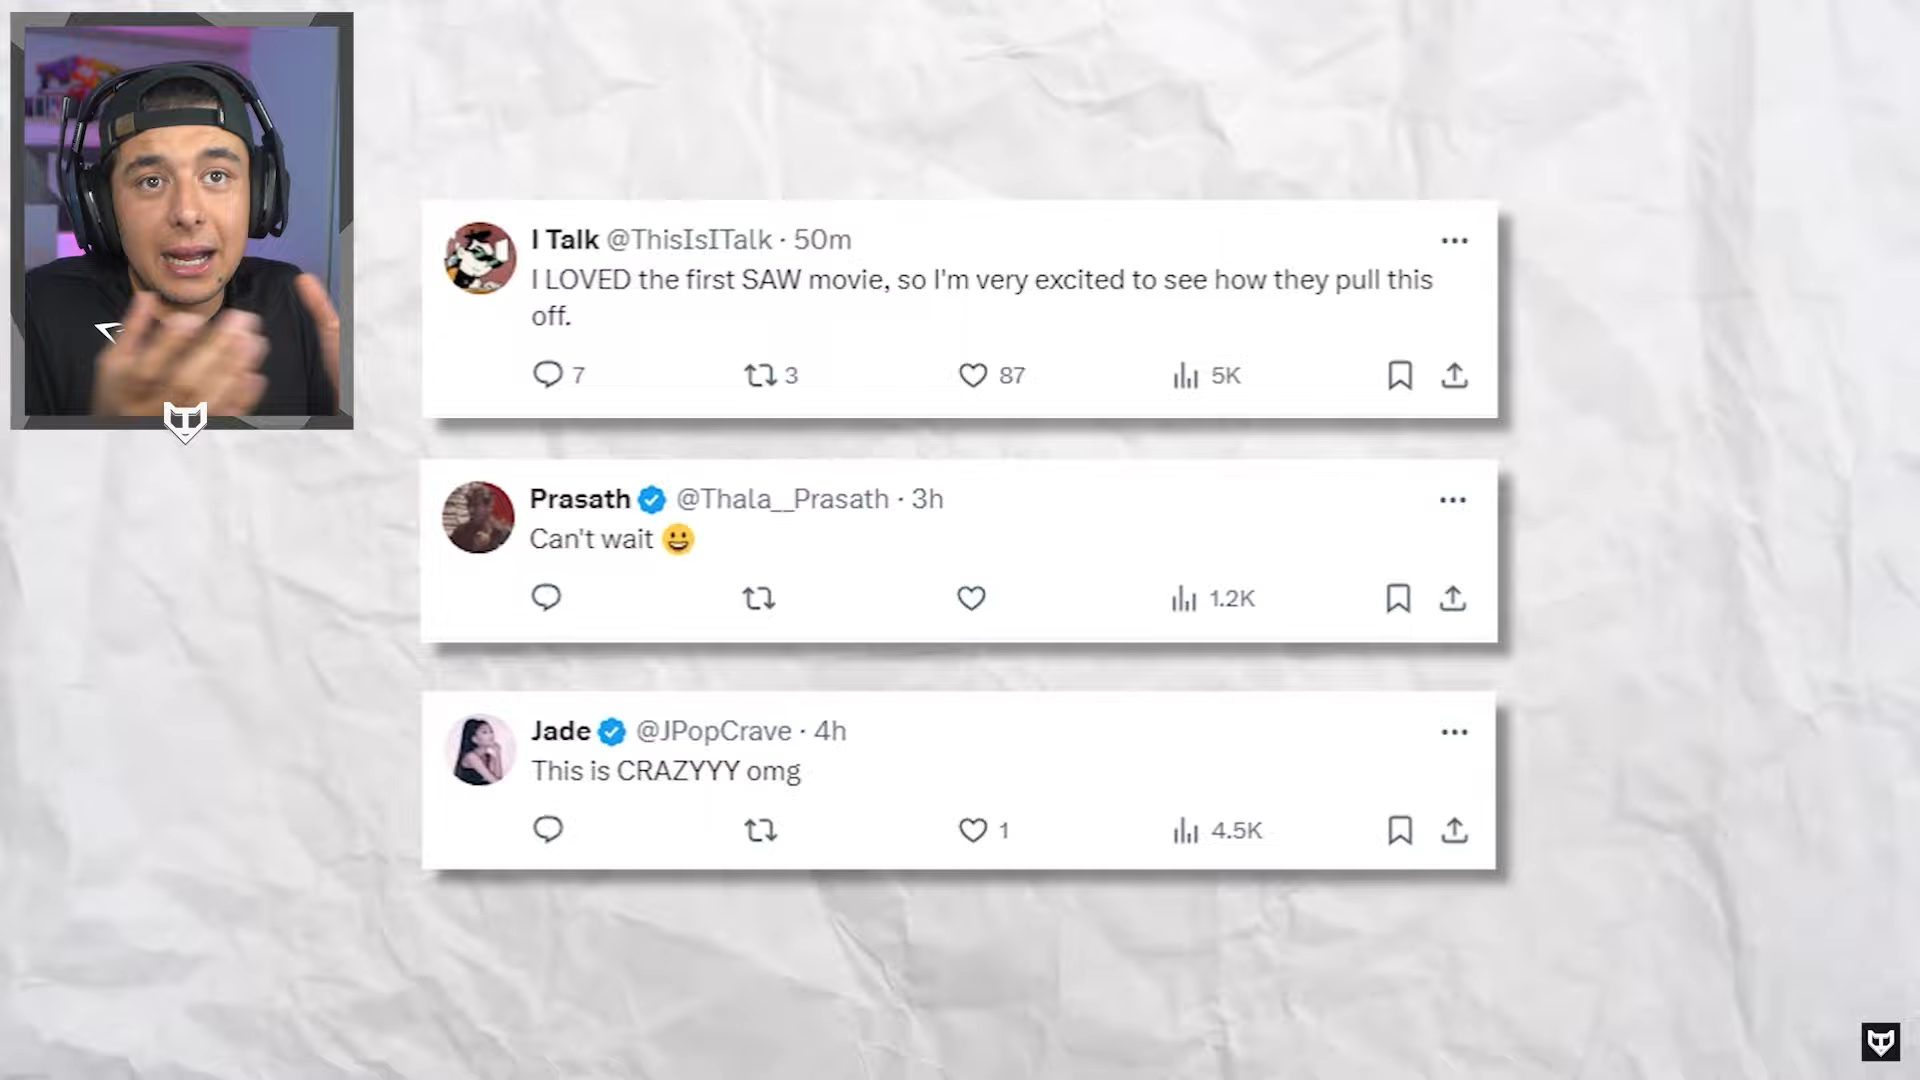 I Talk @ThisIsITalk · 50m
I LOVED the first SAW movie, so I'm very excited to see how they pull this
off.
7 3 87 5K
Prasath @Thala__Prasath · 3h
Can't wait 😀
1.2K
Jade @JPopCrave · 4h
This is CRAZYYY omg
1 4.5K